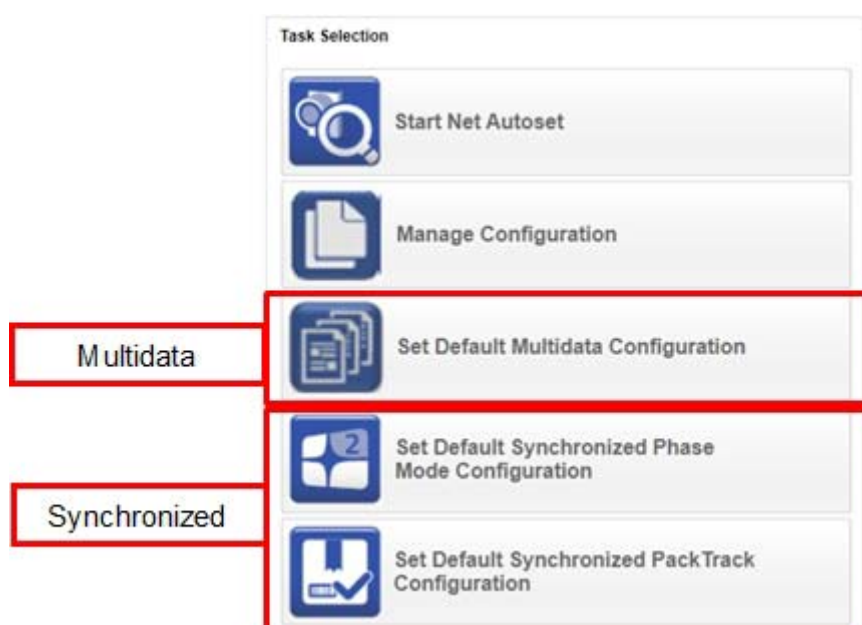 Task Selection
Start Net Autoset
Manage Configuration
Multidata
Set Default Multidata Configuration
2
Set Default Synchronized Phase
Mode Configuration
Synchronized
Set Default Synchronized PackTrack
Configuration